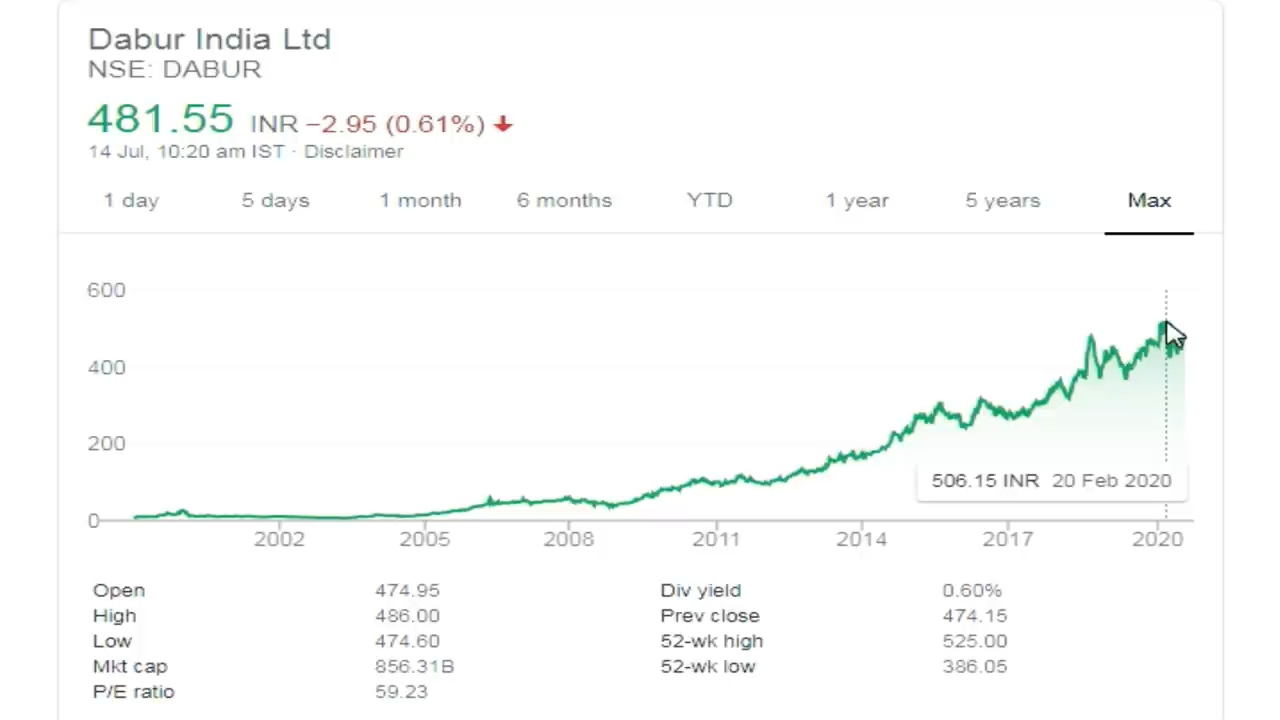 Dabur India Ltd
NSE: DABUR
481.55 INR −2.95 (0.61%)
14 Jul, 10:20 am IST · Disclaimer
1 day 5 days 1 month 6 months YTD 1 year 5 years Max
600
400
200
0
506.15 INR 20 Feb 2020
2002 2005 2008 2011 2014 2017 2020
Open 474.95 Div yield 0.60%
High 486.00 Prev close 474.15
Low 474.60 52-wk high 525.00
Mkt cap 856.31B 52-wk low 386.05
P/E ratio 59.23